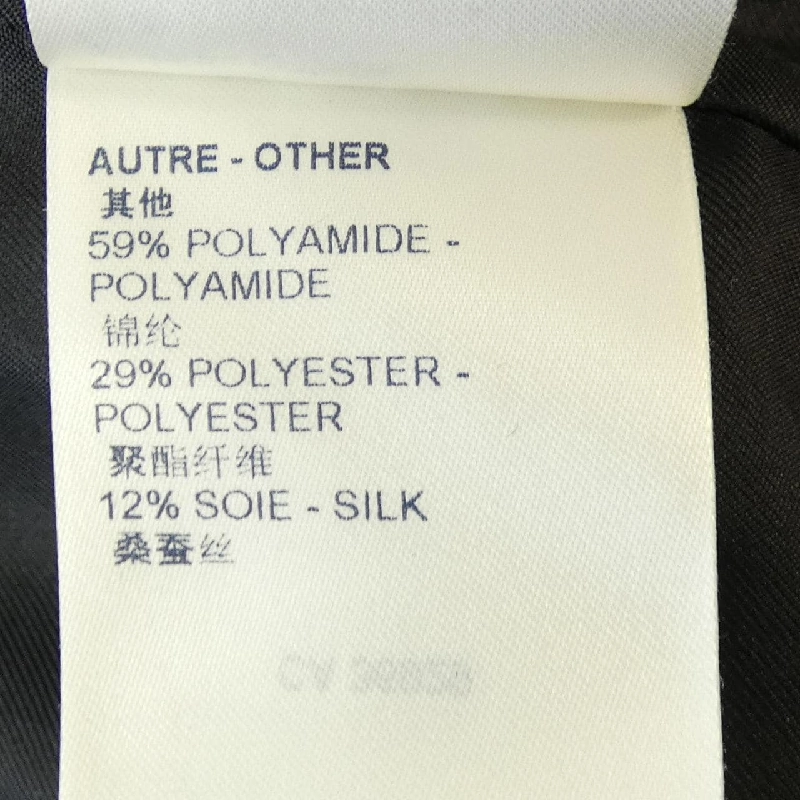 AUTRE - OTHER
其他
59% POLYAMIDE -
POLYAMIDE
锦纶
29% POLYESTER -
POLYESTER
聚酯纤维
12% SOIE - SILK
桑蚕丝